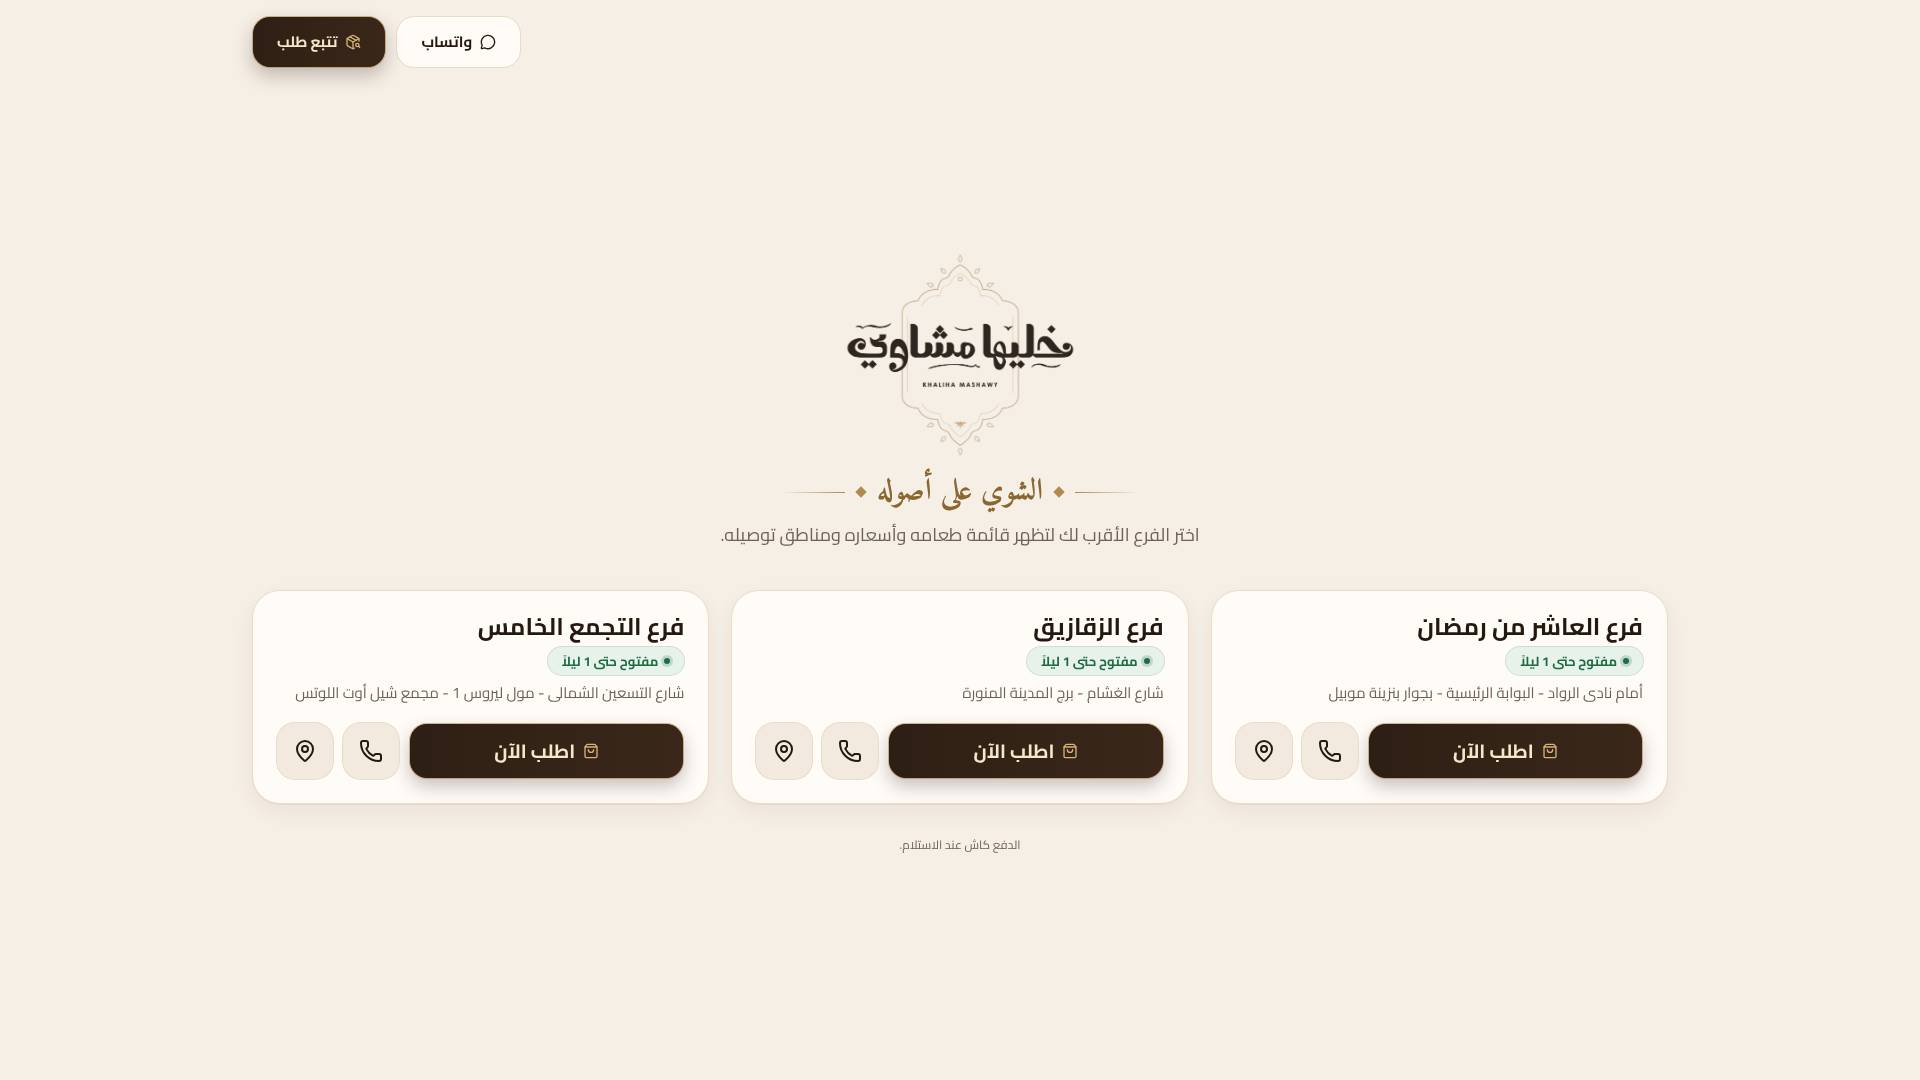 واتساب
تتبع طلب
خليها مشاوي
KHALIHA MASHAWY
الشوي على أصوله
اختر الفرع الأقرب لك لتظهر قائمة طعامه وأسعاره ومناطق توصيله.
فرع العاشر من رمضان
مفتوح حتى 1 ليلاً
أمام نادى الرواد - البوابة الرئيسية - بجوار بنزينة موبيل
اطلب الآن
فرع الزقازيق
مفتوح حتى 1 ليلاً
شارع الغشام - برج المدينة المنورة
اطلب الآن
فرع التجمع الخامس
مفتوح حتى 1 ليلاً
شارع التسعين الشمالى - مول ليروس 1 - مجمع شيل أوت اللوتس
اطلب الآن
الدفع كاش عند الاستلام.